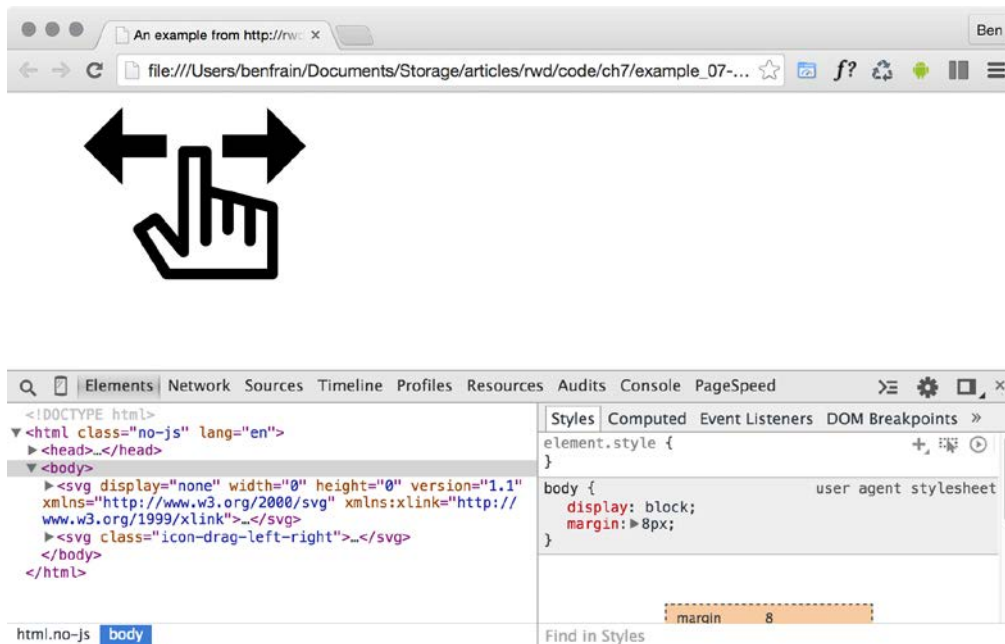 An example from http://rwd ×
Ben
file:///Users/benfrain/Documents/Storage/articles/rwd/code/ch7/example_07-...
f?
Elements Network Sources Timeline Profiles Resources Audits Console PageSpeed
<!DOCTYPE html>
<html class="no-js" lang="en">
<head>…</head>
<body>
<svg display="none" width="0" height="0" version="1.1"
xmlns="http://www.w3.org/2000/svg" xmlns:xlink="http://
www.w3.org/1999/xlink">…</svg>
<svg class="icon-drag-left-right">…</svg>
</body>
</html>
html.no-js body
Styles Computed Event Listeners DOM Breakpoints »
element.style {
}
body { user agent stylesheet
display: block;
margin: 8px;
}
margin 8
Find in Styles